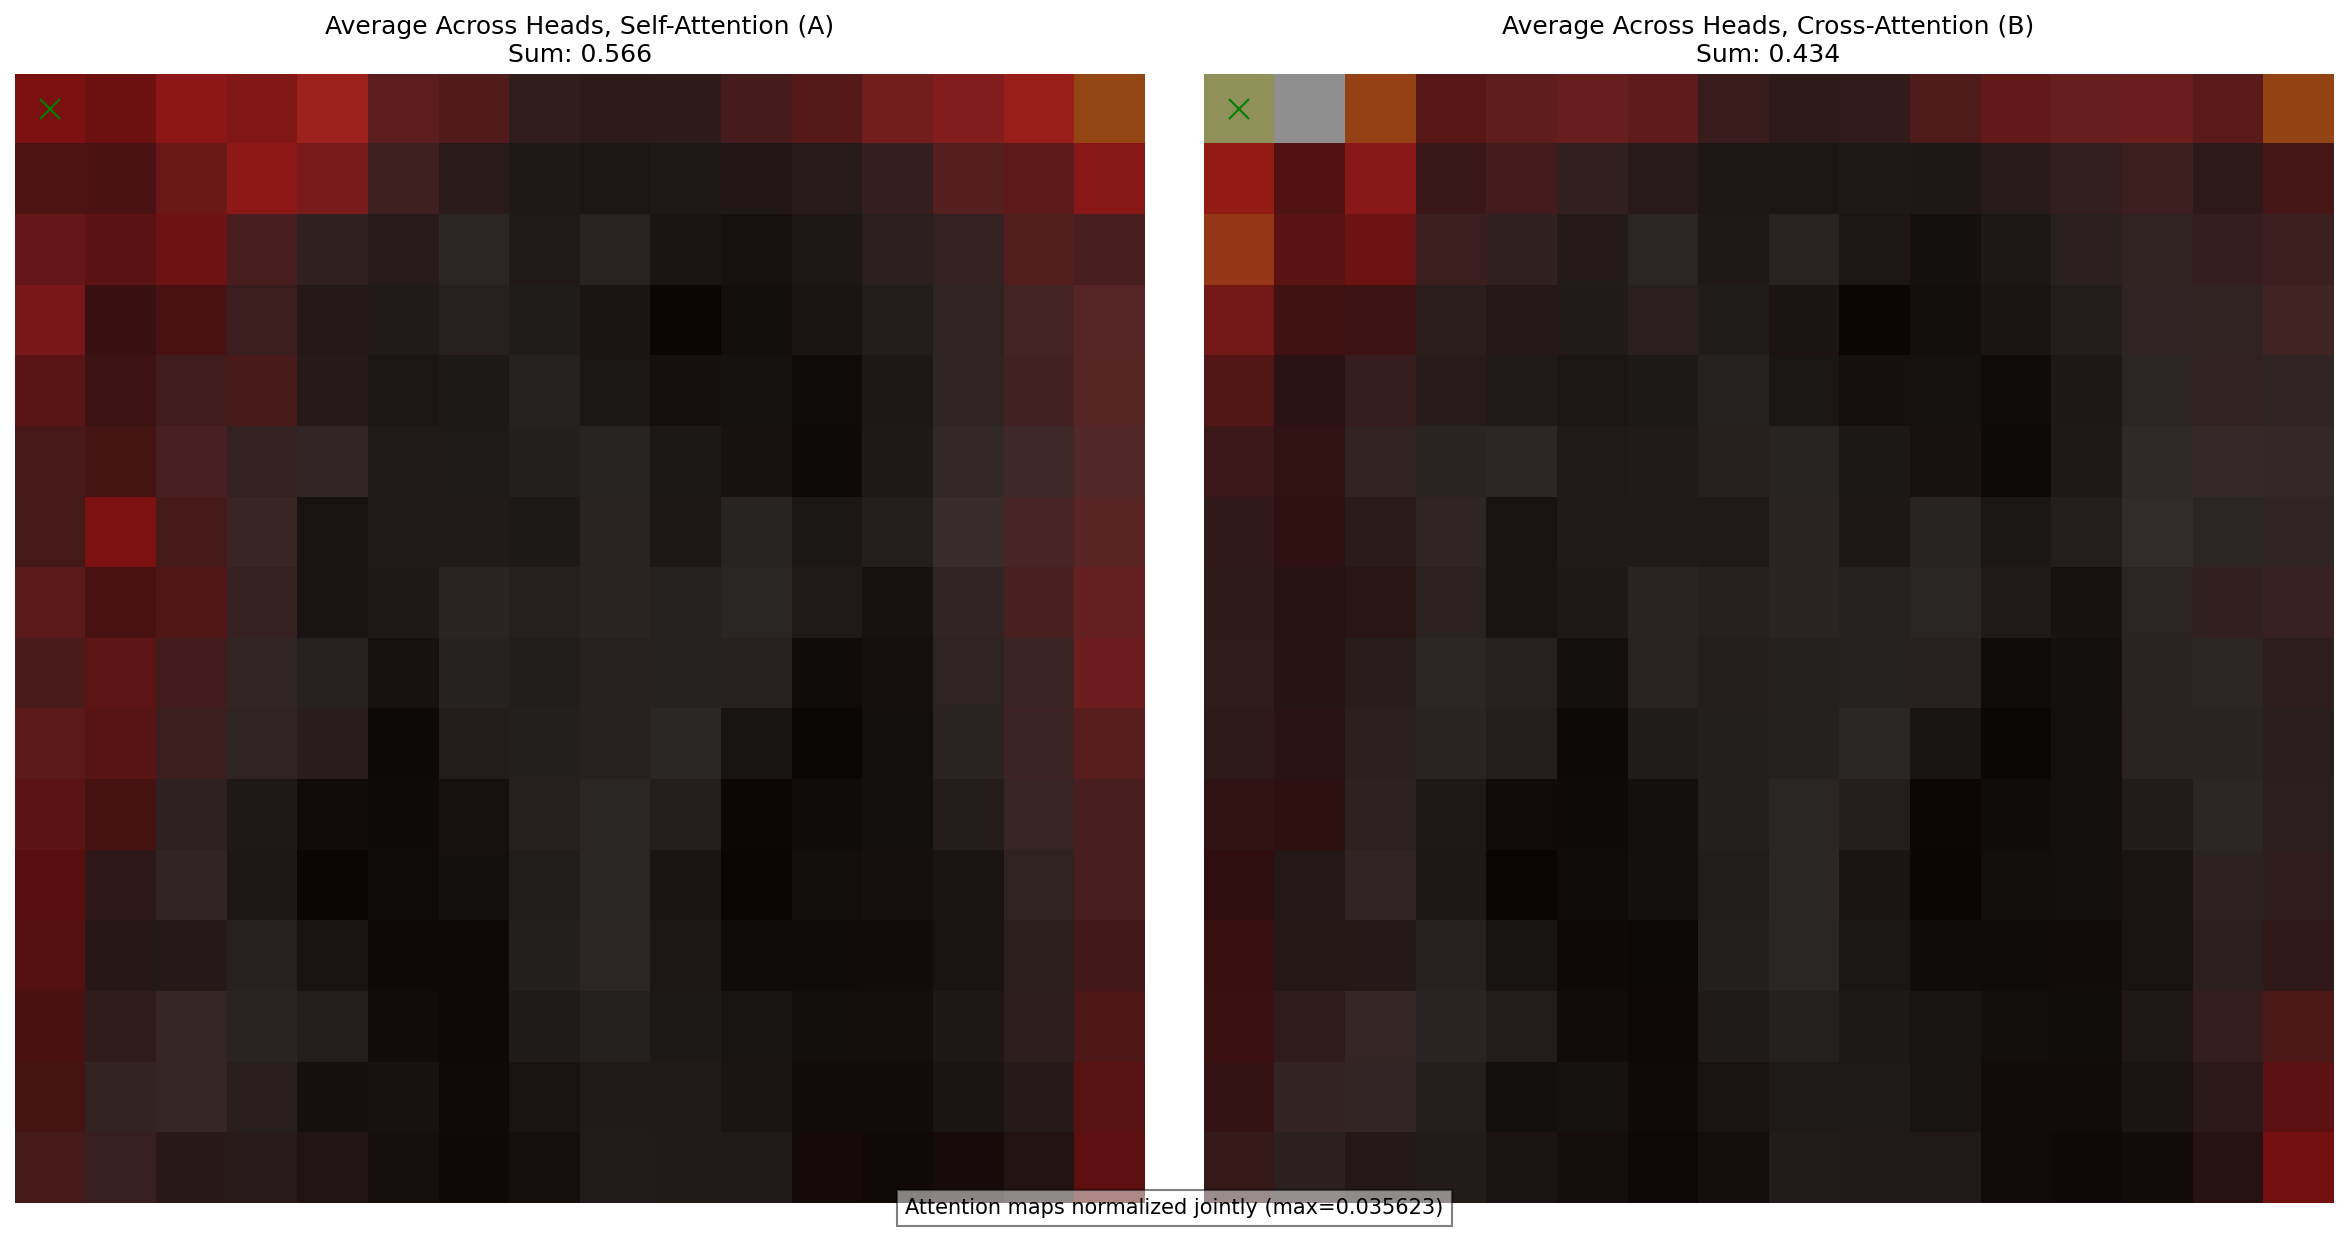 Average Across Heads, Self-Attention (A)
Sum: 0.566
Average Across Heads, Cross-Attention (B)
Sum: 0.434
Attention maps normalized jointly (max=0.035623)